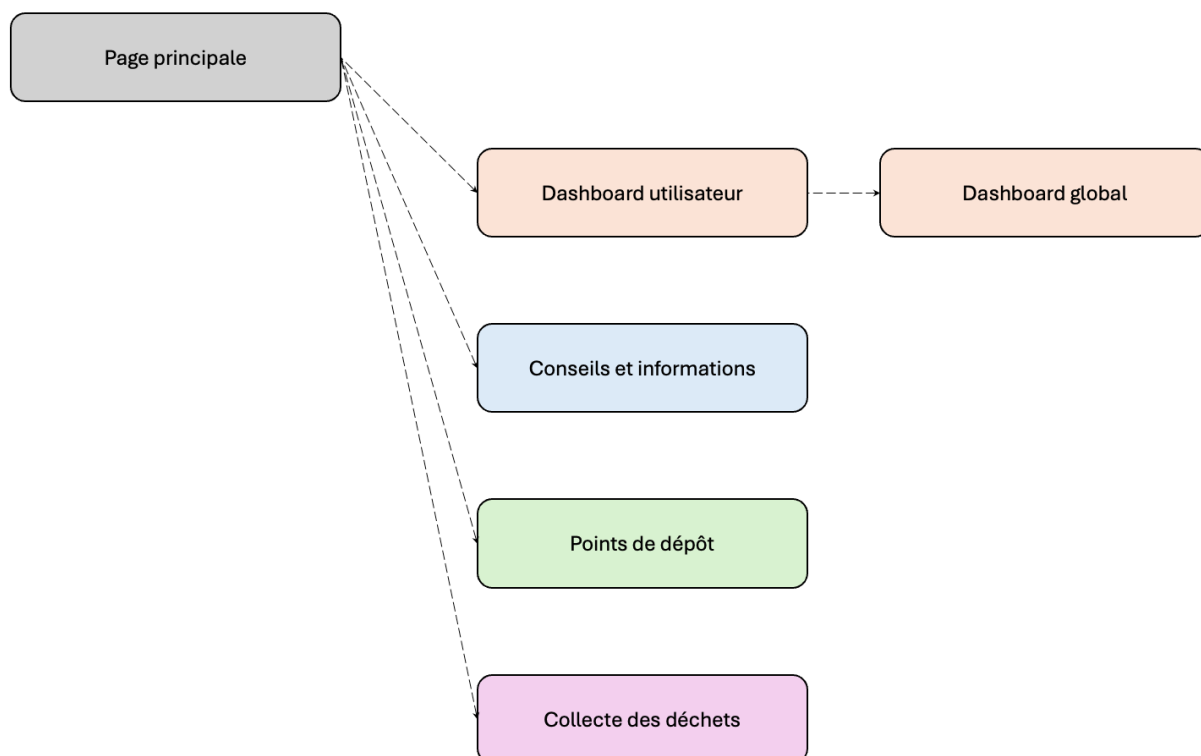 Page principale
Dashboard utilisateur
Dashboard global
Conseils et informations
Points de dépôt
Collecte des déchets